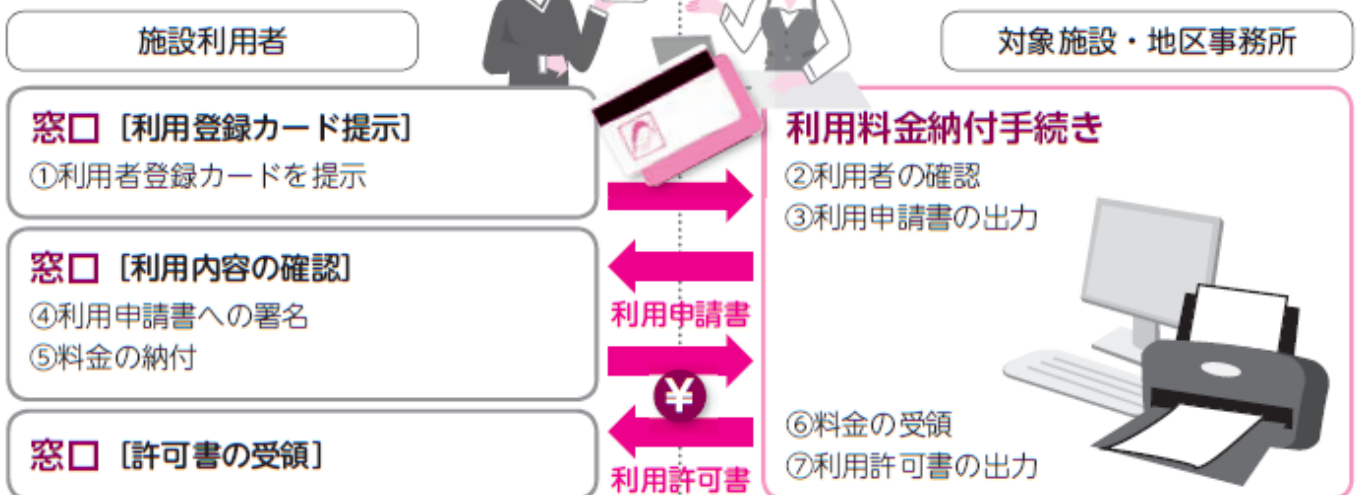 施設利用者
対象施設・地区事務所
窓口［利用登録カード提示］
①利用者登録カードを提示
利用料金納付手続き
②利用者の確認
③利用申請書の出力
窓口［利用内容の確認］
④利用申請書への署名
⑤料金の納付
利用申請書
¥
⑥料金の受領
⑦利用許可書の出力
窓口［許可書の受領］
利用許可書